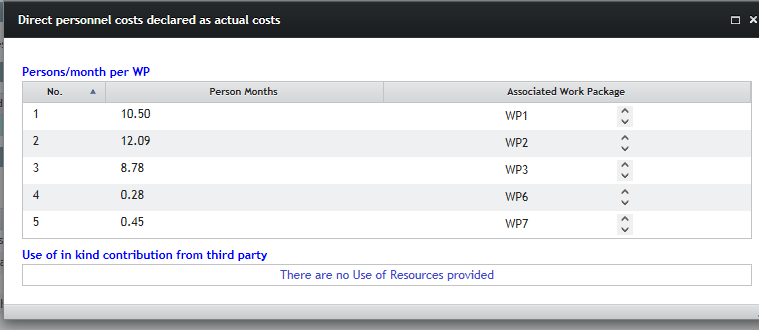 Direct personnel costs declared as actual costs
Persons/month per WP
No. Person Months Associated Work Package
1 10.50 WP1
2 12.09 WP2
3 8.78 WP3
4 0.28 WP6
5 0.45 WP7
Use of in kind contribution from third party
There are no Use of Resources provided